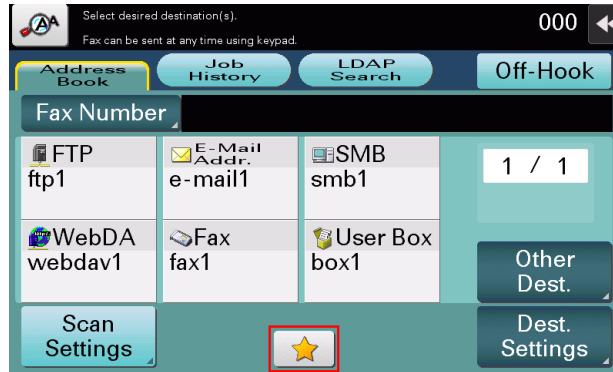 Select desired destination(s).
Fax can be sent at any time using keypad.
000
Address
Book
Job
History
LDAP
Search
Off-Hook
Fax Number
FTP
ftp1
E-Mail
Addr.
e-mail1
SMB
smb1
1 / 1
WebDA
webdav1
Fax
fax1
User Box
box1
Other
Dest.
Scan
Settings
Dest.
Settings